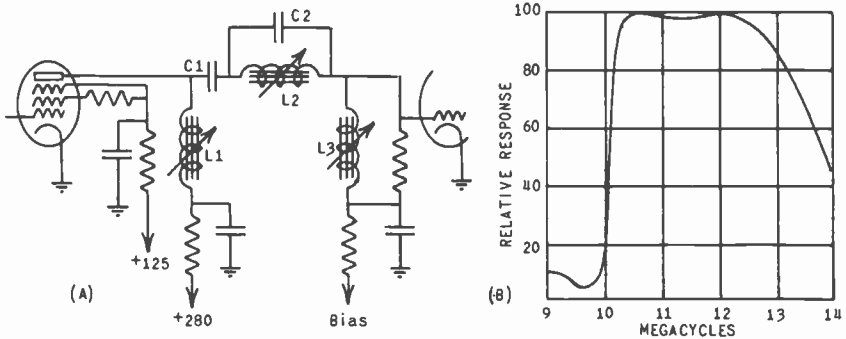 C2
C1
L2
L1
L3
+125
(A)
+280
Bias
RELATIVE RESPONSE
100
80
60
40
20
(B)
9 10 11 12 13 14
MEGACYCLES